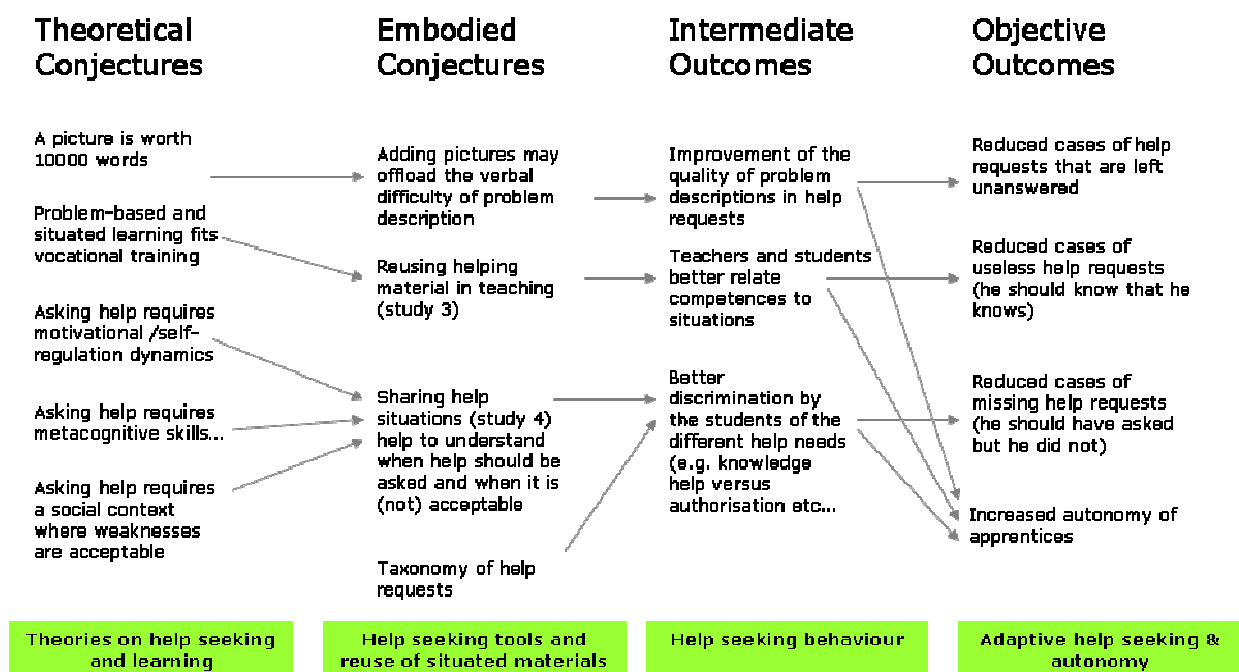 Theoretical
Conjectures
A picture is worth
10000 words
Problem-based and
situated learning fits
vocational training
Asking help requires
motivational /self-
regulation dynamics
Asking help requires
metacognitive skills...
Asking help requires
a social context
where weaknesses
are acceptable
Theories on help seeking
and learning
Embodied
Conjectures
Adding pictures may
offload the verbal
difficulty of problem
description
Reusing helping
material in teaching
(study 3)
Sharing help
situations (study 4)
help to understand
when help should be
asked and when it is
(not) acceptable
Taxonomy of help
requests
Help seeking tools and
reuse of situated materials
Intermediate
Outcomes
Improvement of the
quality of problem
descriptions in help
requests
Teachers and students
better relate
competences to
situations
Better
discrimination by
the students of the
different help needs
(e.g. knowledge
help versus
authorisation etc...
Help seeking behaviour
Objective
Outcomes
Reduced cases of help
requests that are left
unanswered
Reduced cases of
useless help requests
(he should know that he
knows)
Reduced cases of
missing help requests
(he should have asked
but he did not)
Increased autonomy of
apprentices
Adaptive help seeking &
autonomy